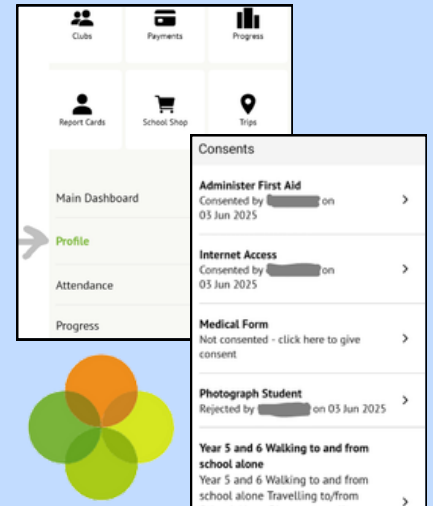 Clubs
Payments
Progress
Report Cards
School Shop
Trips
Main Dashboard
Profile
Attendance
Progress
Consents
Administer First Aid
Consented by on
03 Jun 2025
Internet Access
Consented by on
03 Jun 2025
Medical Form
Not consented - click here to give
consent
Photograph Student
Rejected by on 03 Jun 2025
Year 5 and 6 Walking to and from
school alone
Year 5 and 6 Walking to and from
school alone Travelling to/from